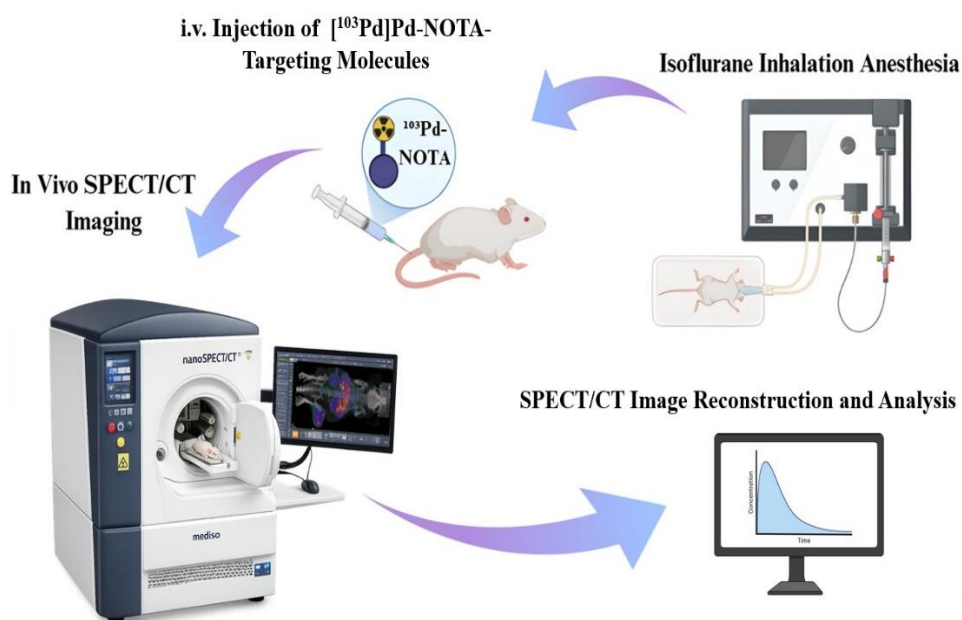 i.v. Injection of [¹⁰³Pd]Pd-NOTA-
Targeting Molecules
Isoflurane Inhalation Anesthesia
¹⁰³Pd-
NOTA
In Vivo SPECT/CT
Imaging
nanoSPECT/CT
mediso
SPECT/CT Image Reconstruction and Analysis
Concentration
Time